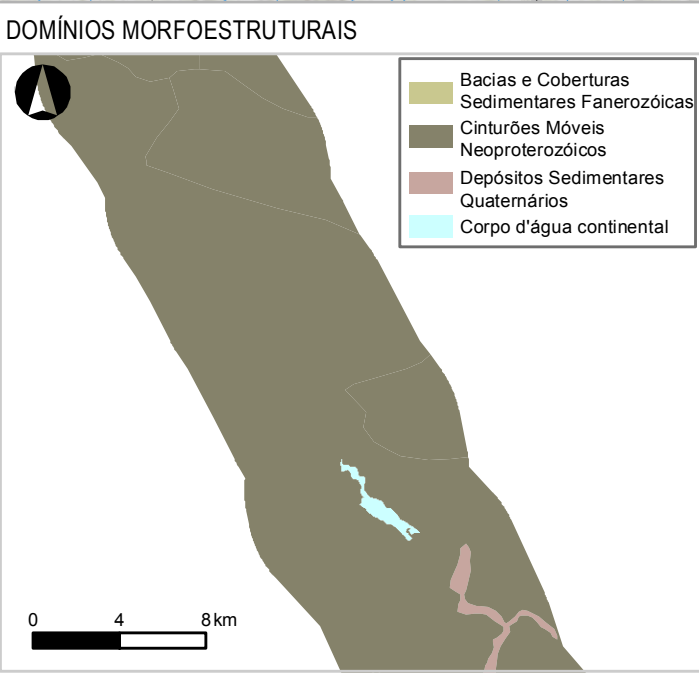 DOMÍNIOS MORFOESTRUTURAIS
Bacias e Coberturas
Sedimentares Fanerozóicas
Cinturões Móveis
Neoproterozóicos
Depósitos Sedimentares
Quaternários
Corpo d'água continental
0 4 8 km